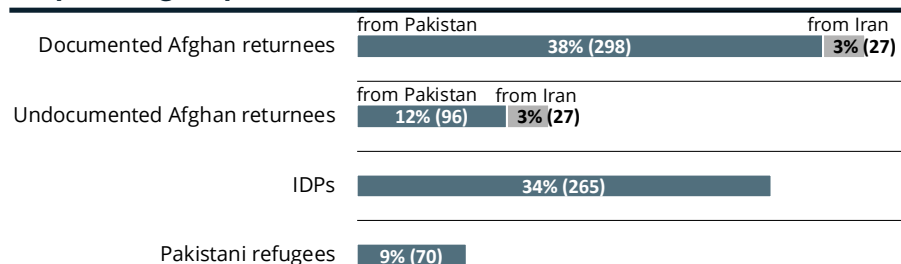 from Pakistan from Iran
Documented Afghan returnees 38% (298) 3% (27)
from Pakistan from Iran
Undocumented Afghan returnees 12% (96) 3% (27)
IDPs 34% (265)
Pakistani refugees 9% (70)